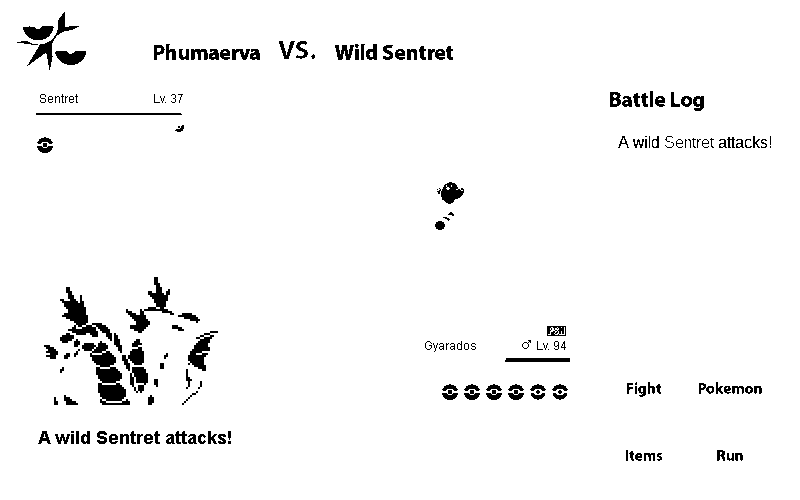 Phumaerva VS. Wild Sentret
Sentret Lv. 37
Battle Log
A wild Sentret attacks!
Gyarados ♂ Lv. 94
Fight Pokemon
A wild Sentret attacks!
Items Run